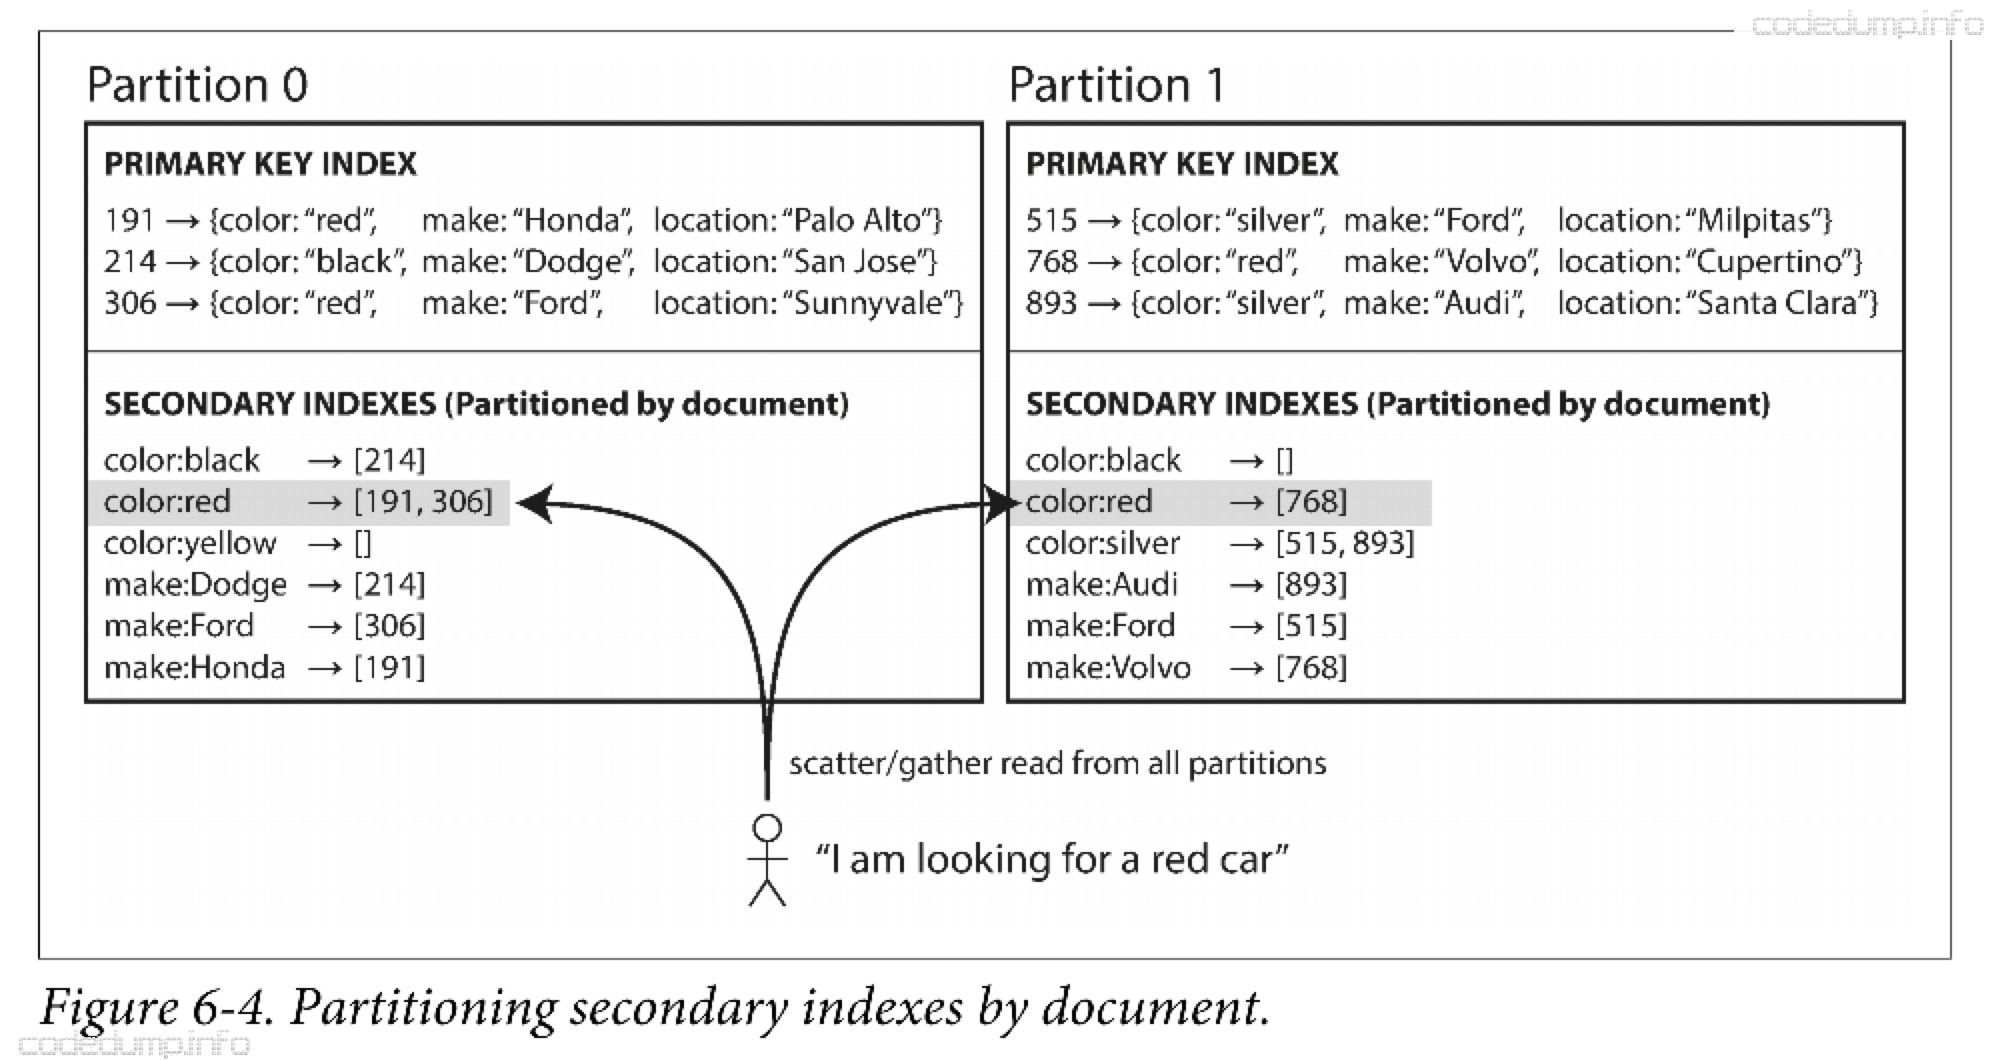 codedumpinfo
Partition 0
PRIMARY KEY INDEX
191 → {color: “red”, make: “Honda”, location: “Palo Alto”}
214 → {color: “black”, make: “Dodge”, location: “San Jose”}
306 → {color: “red”, make: “Ford”, location: “Sunnyvale”}
SECONDARY INDEXES (Partitioned by document)
color:black → [214]
color:red → [191, 306]
color:yellow → []
make:Dodge → [214]
make:Ford → [306]
make:Honda → [191]
Partition 1
PRIMARY KEY INDEX
515 → {color: “silver”, make: “Ford”, location: “Milpitas”}
768 → {color: “red”, make: “Volvo”, location: “Cupertino”}
893 → {color: “silver”, make: “Audi”, location: “Santa Clara”}
SECONDARY INDEXES (Partitioned by document)
color:black → []
color:red → [768]
color:silver → [515, 893]
make:Audi → [893]
make:Ford → [515]
make:Volvo → [768]
scatter/gather read from all partitions
“I am looking for a red car”
Figure 6-4. Partitioning secondary indexes by document.
codedumpinfo